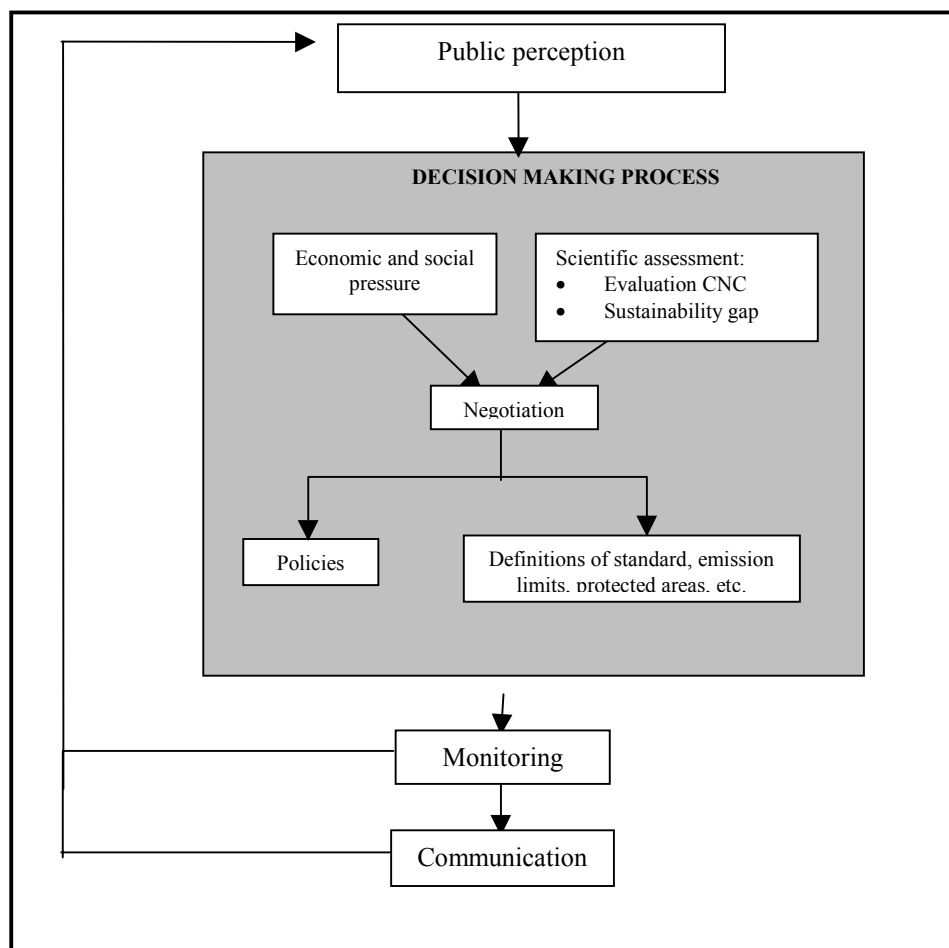 Public perception
DECISION MAKING PROCESS
Economic and social
pressure
Scientific assessment:
• Evaluation CNC
• Sustainability gap
Negotiation
Policies
Definitions of standard, emission
limits, protected areas, etc.
Monitoring
Communication